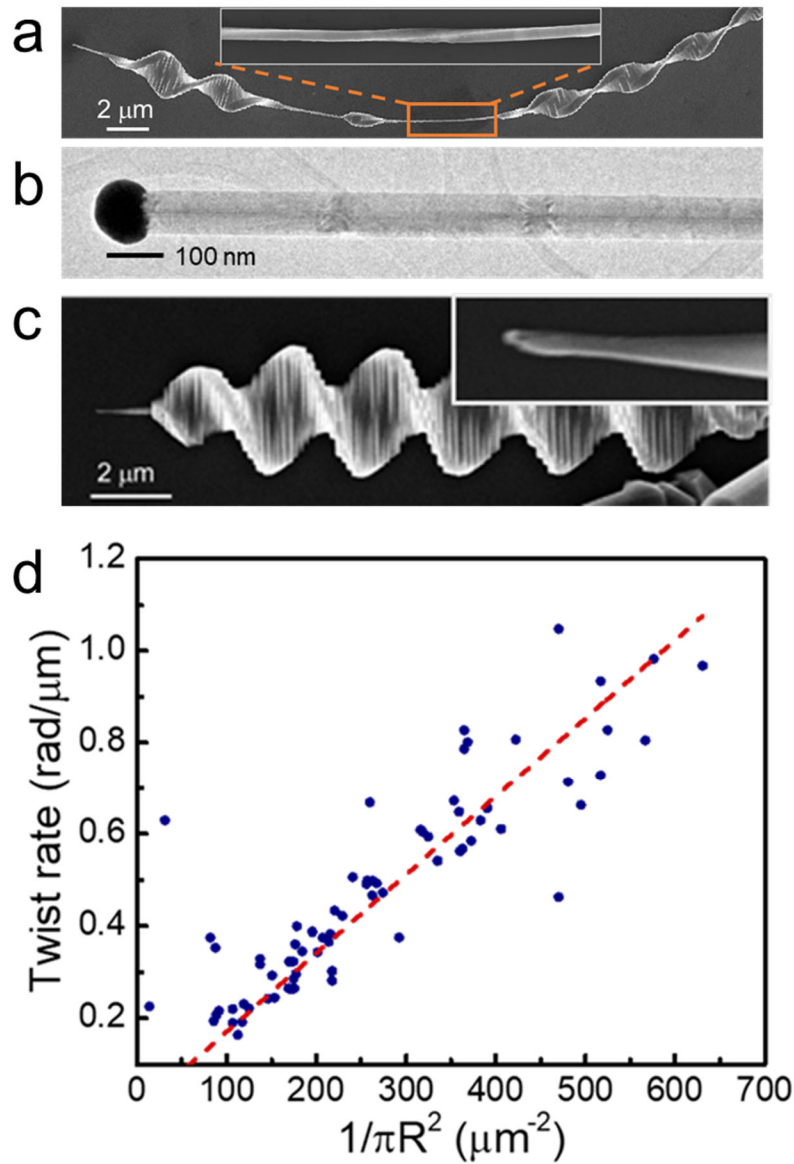 a
2 μm
b
100 nm
c
2 μm
d
1.2
1.0
0.8
0.6
0.4
0.2
Twist rate (rad/μm)
0 100 200 300 400 500 600 700
1/πR² (μm⁻²)